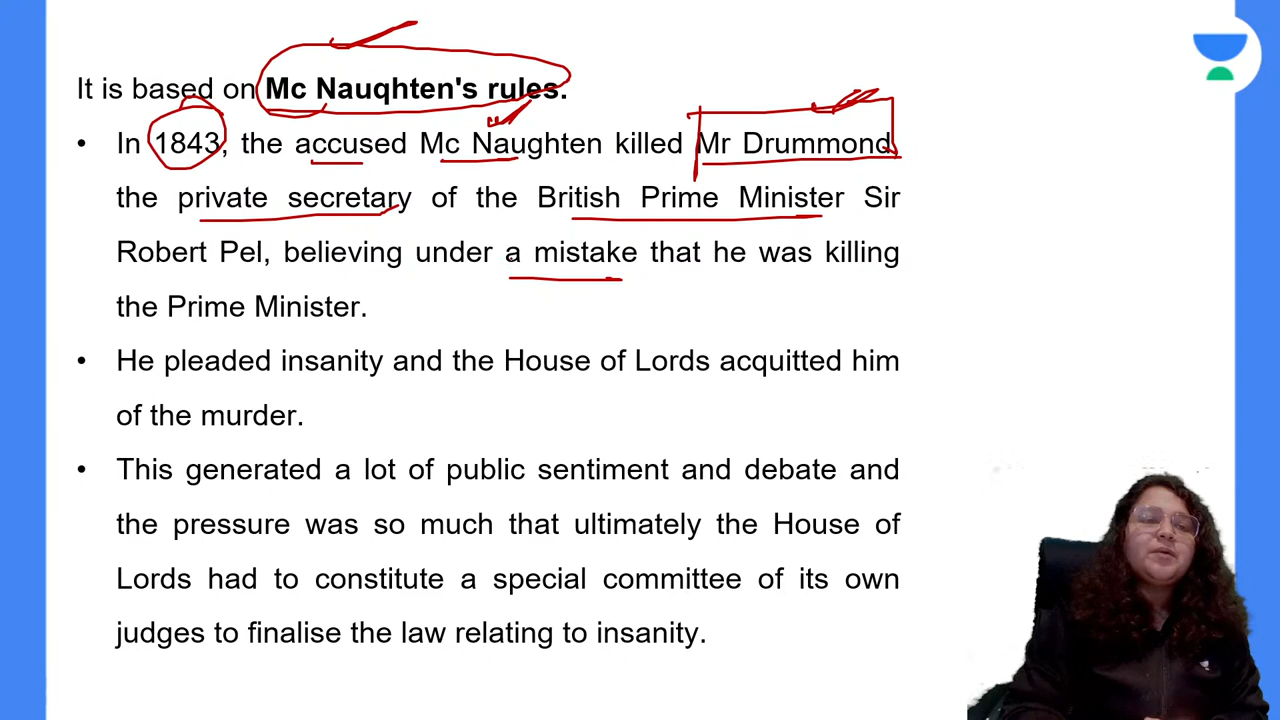 It is based on Mc Nauqhten's rules.
• In 1843, the accused Mc Naughten killed Mr Drummond,
the private secretary of the British Prime Minister Sir
Robert Pel, believing under a mistake that he was killing
the Prime Minister.
• He pleaded insanity and the House of Lords acquitted him
of the murder.
• This generated a lot of public sentiment and debate and
the pressure was so much that ultimately the House of
Lords had to constitute a special committee of its own
judges to finalise the law relating to insanity.